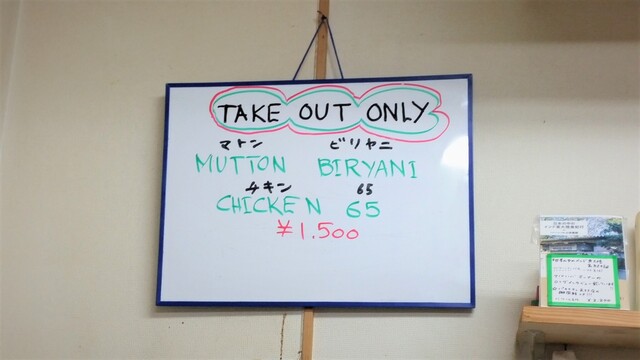 TAKE OUT ONLY
マトン ビリヤニ
MUTTON BIRYANI
チキン 65
CHICKEN 65
¥1.500